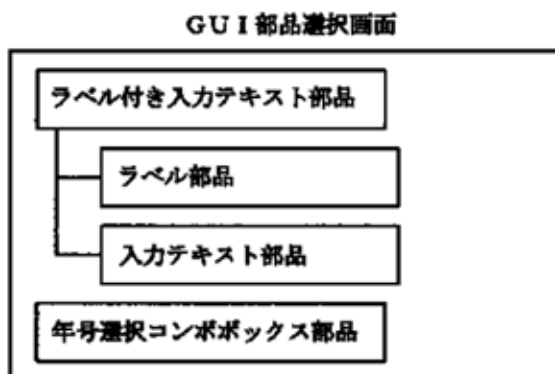 ＧＵＩ部品選択画面
ラベル付き入力テキスト部品
ラベル部品
入力テキスト部品
年号選択コンボボックス部品